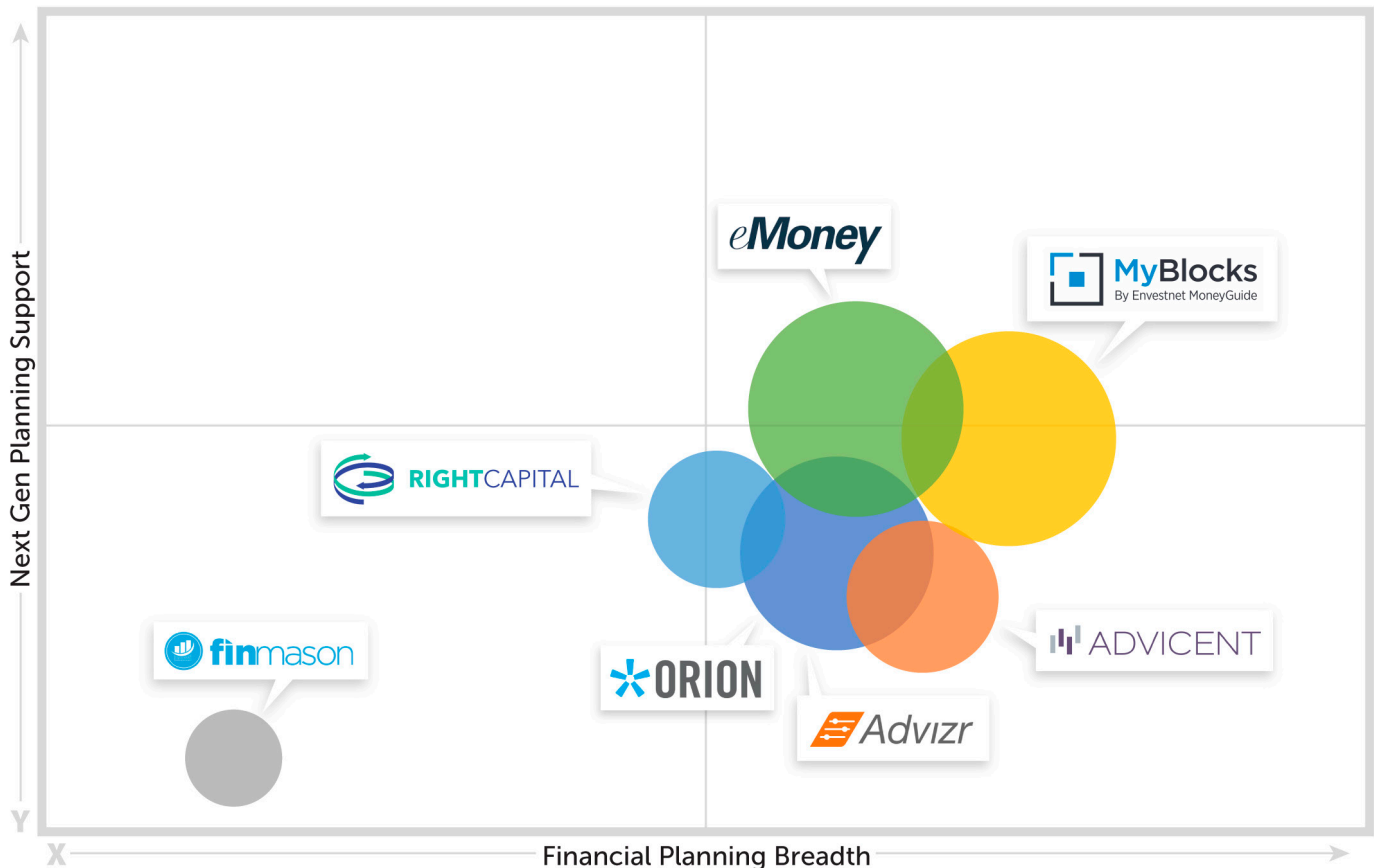 Next Gen Planning Support
eMoney
MyBlocks
By Envestnet MoneyGuide
RIGHTCAPITAL
finmason
ORION
ADVICENT
Advizr
Y
X
Financial Planning Breadth